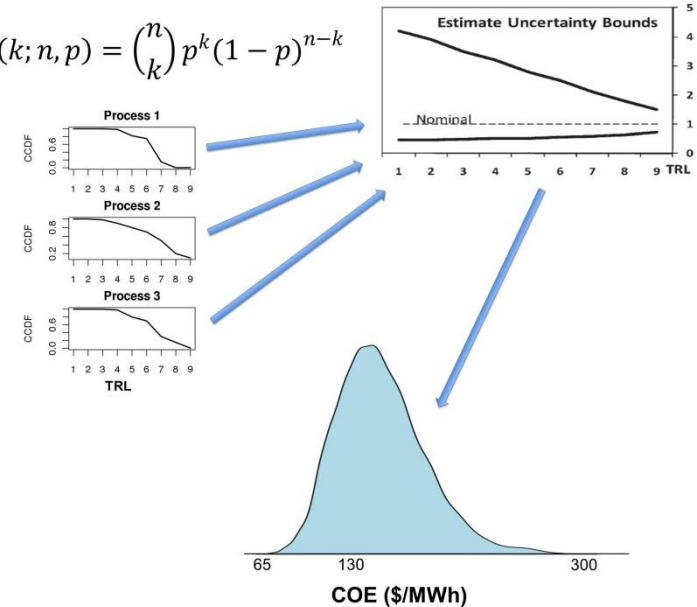 (k; n, p) = (n k) p^k (1 − p)^{n−k}
Estimate Uncertainty Bounds
5
4
3
2
1
0
Nominal
1 2 3 4 5 6 7 8 9 TRL
Process 1
CCDF
0.0 0.6
1 2 3 4 5 6 7 8 9
Process 2
CCDF
0.2 0.8
1 2 3 4 5 6 7 8 9
Process 3
CCDF
0.0 0.6
1 2 3 4 5 6 7 8 9
TRL
65 130 300
COE ($/MWh)